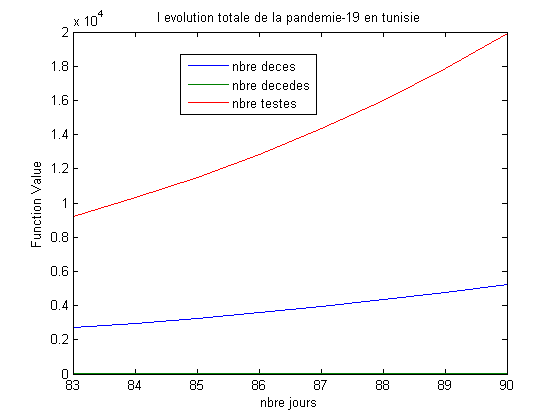 l evolution totale de la pandemie-19 en tunisie
2 x 10^4
1.8
1.6
1.4
1.2
1
0.8
0.6
0.4
0.2
0
Function Value
nbre deces
nbre decedes
nbre testes
83 84 85 86 87 88 89 90
nbre jours